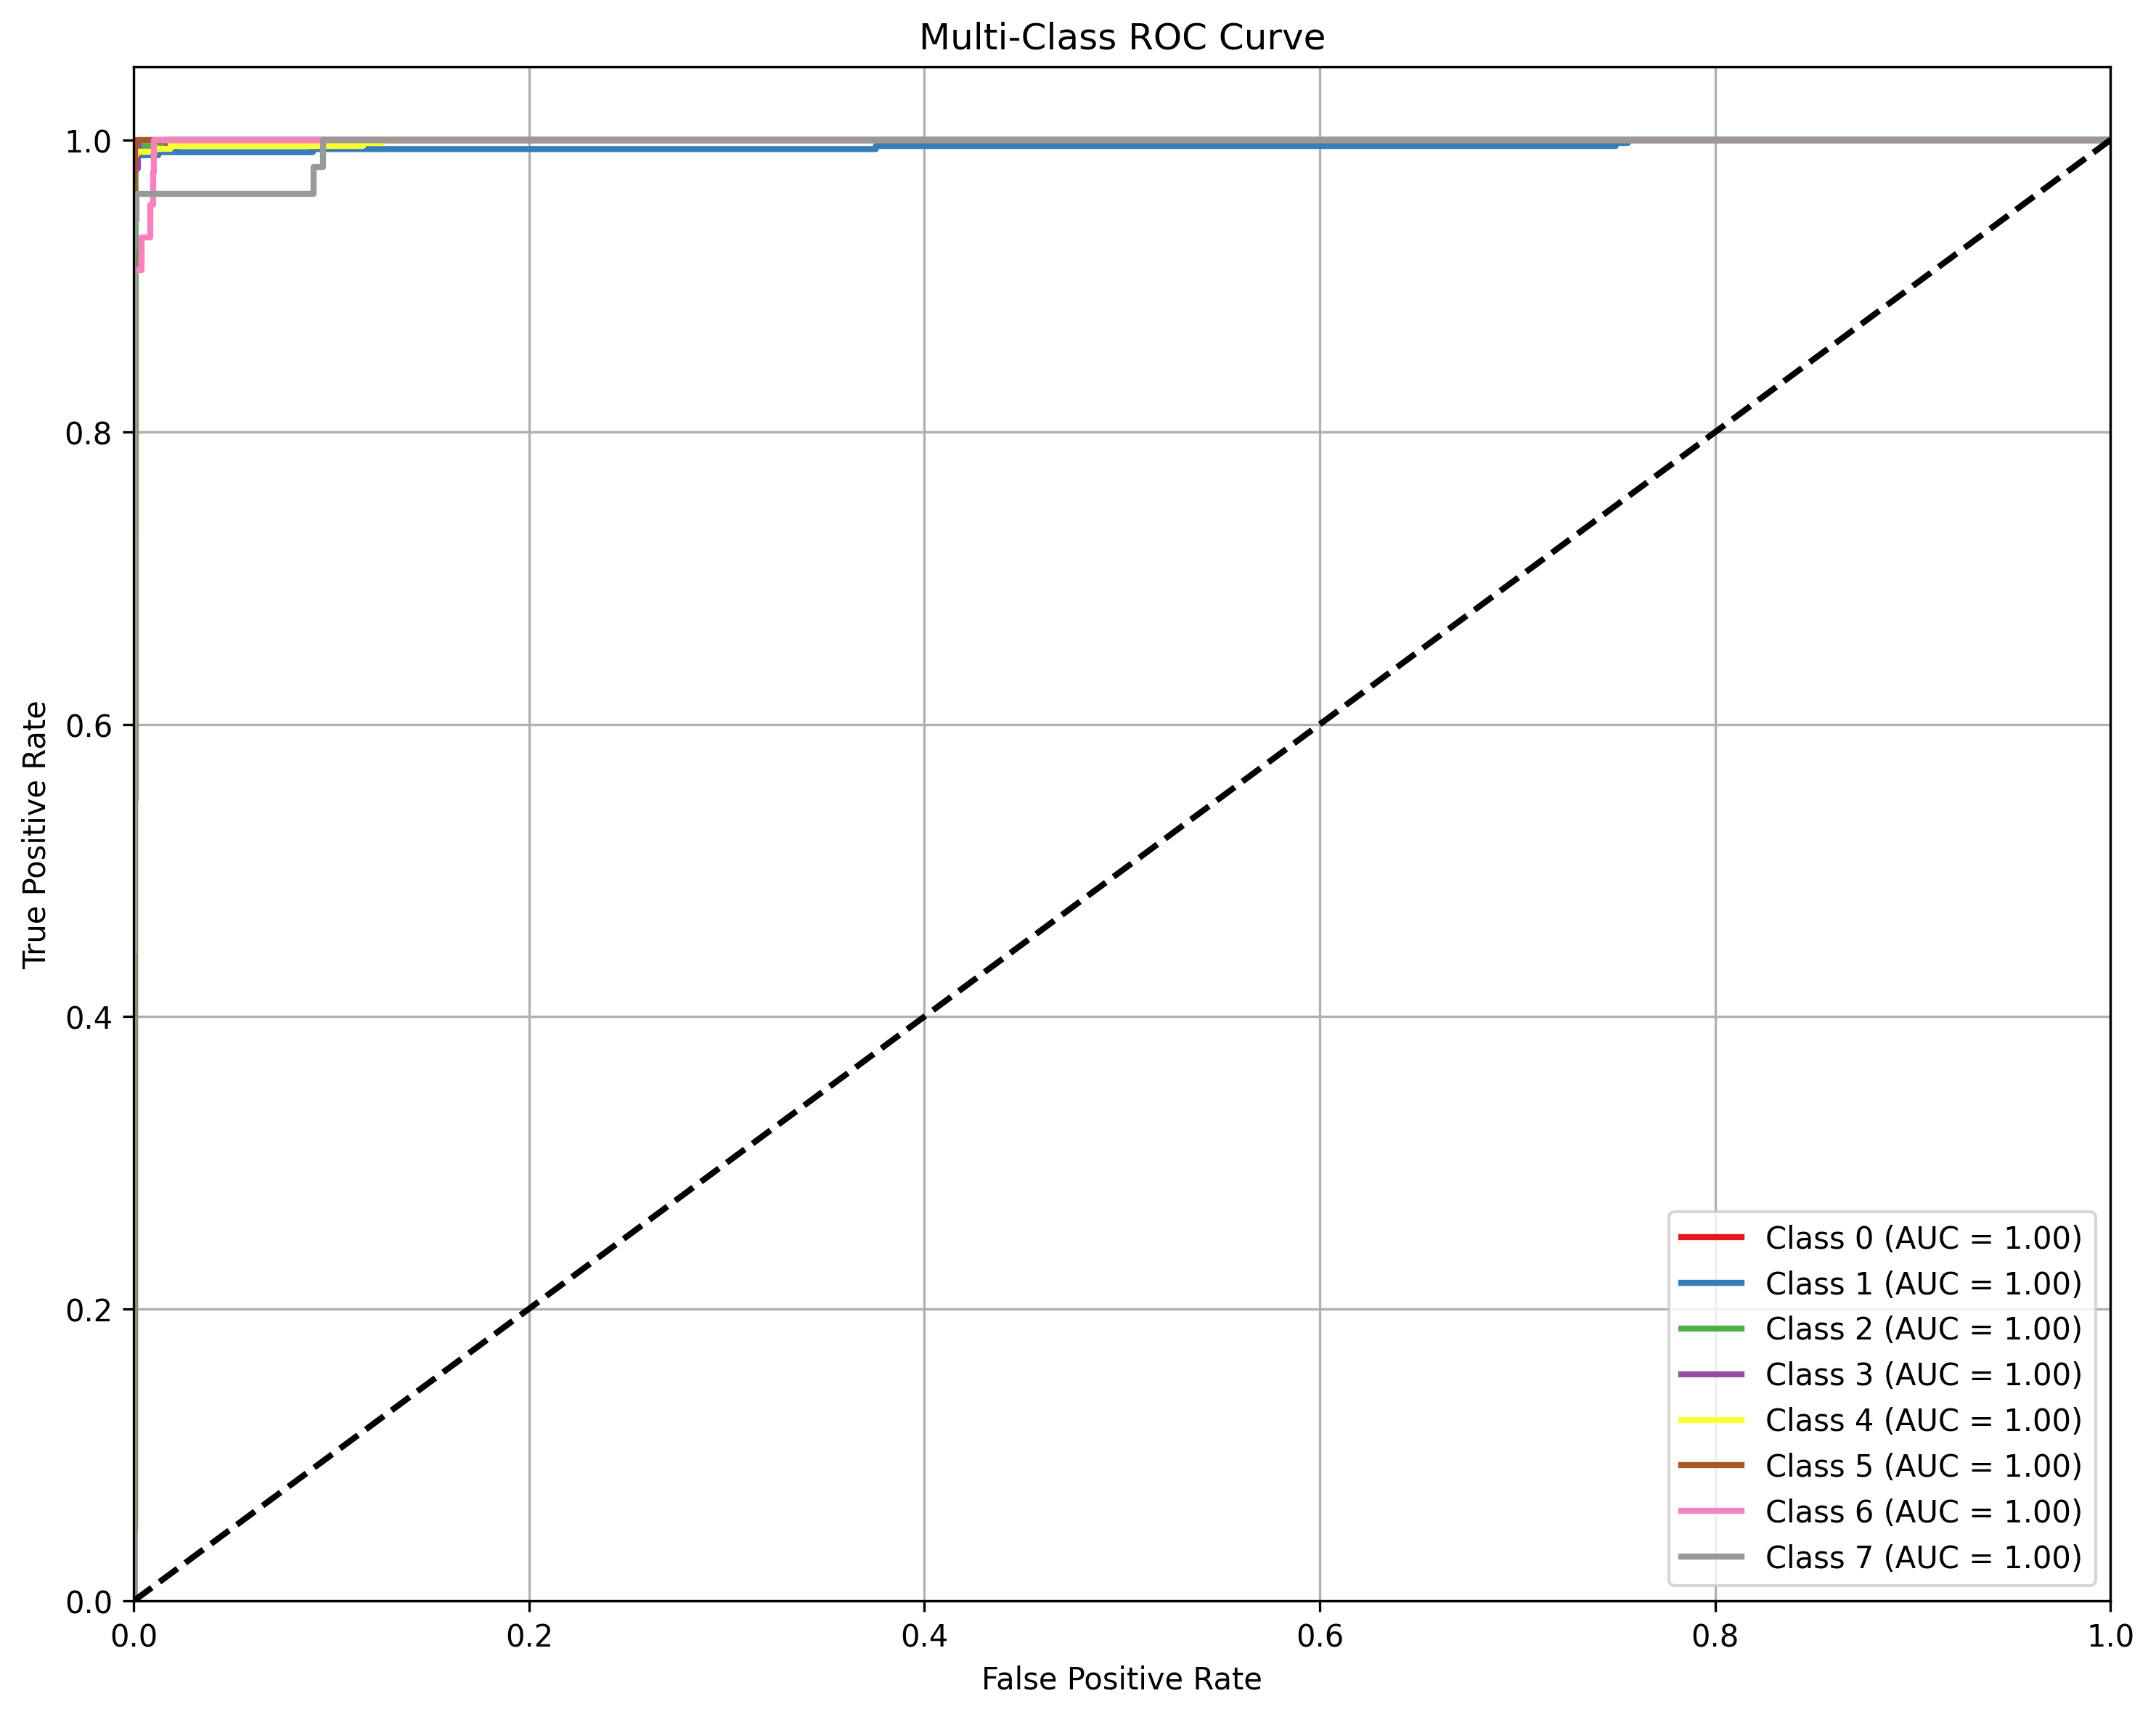 Multi-Class ROC Curve
True Positive Rate
1.0
0.8
0.6
0.4
0.2
0.0
0.0 0.2 0.4 0.6 0.8 1.0
False Positive Rate
Class 0 (AUC = 1.00)
Class 1 (AUC = 1.00)
Class 2 (AUC = 1.00)
Class 3 (AUC = 1.00)
Class 4 (AUC = 1.00)
Class 5 (AUC = 1.00)
Class 6 (AUC = 1.00)
Class 7 (AUC = 1.00)